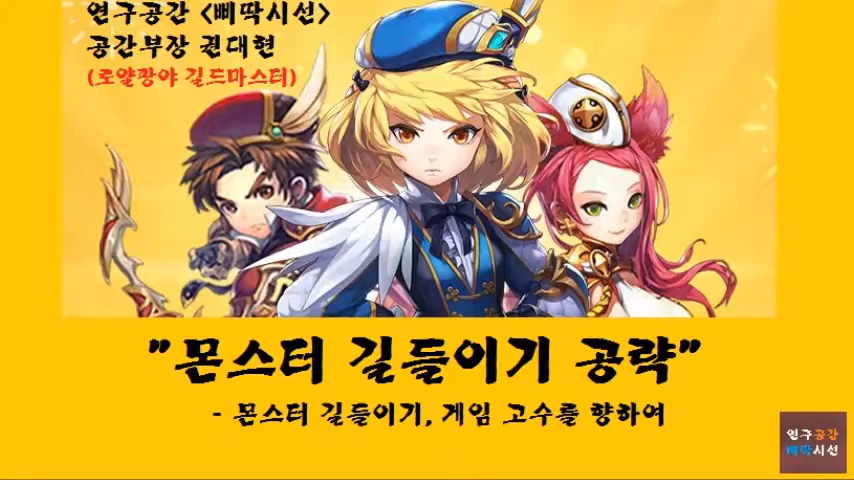 연구공간 <삐딱시선>
공간부장 권대현
(로얄짱야 길드마스터)
"몬스터 길들이기 공략"
- 몬스터 길들이기, 게임 고수를 향하여
연구공간
삐딱시선